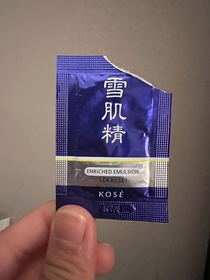 雪
肌
精
ENRICHED EMULSION
KOSÉ